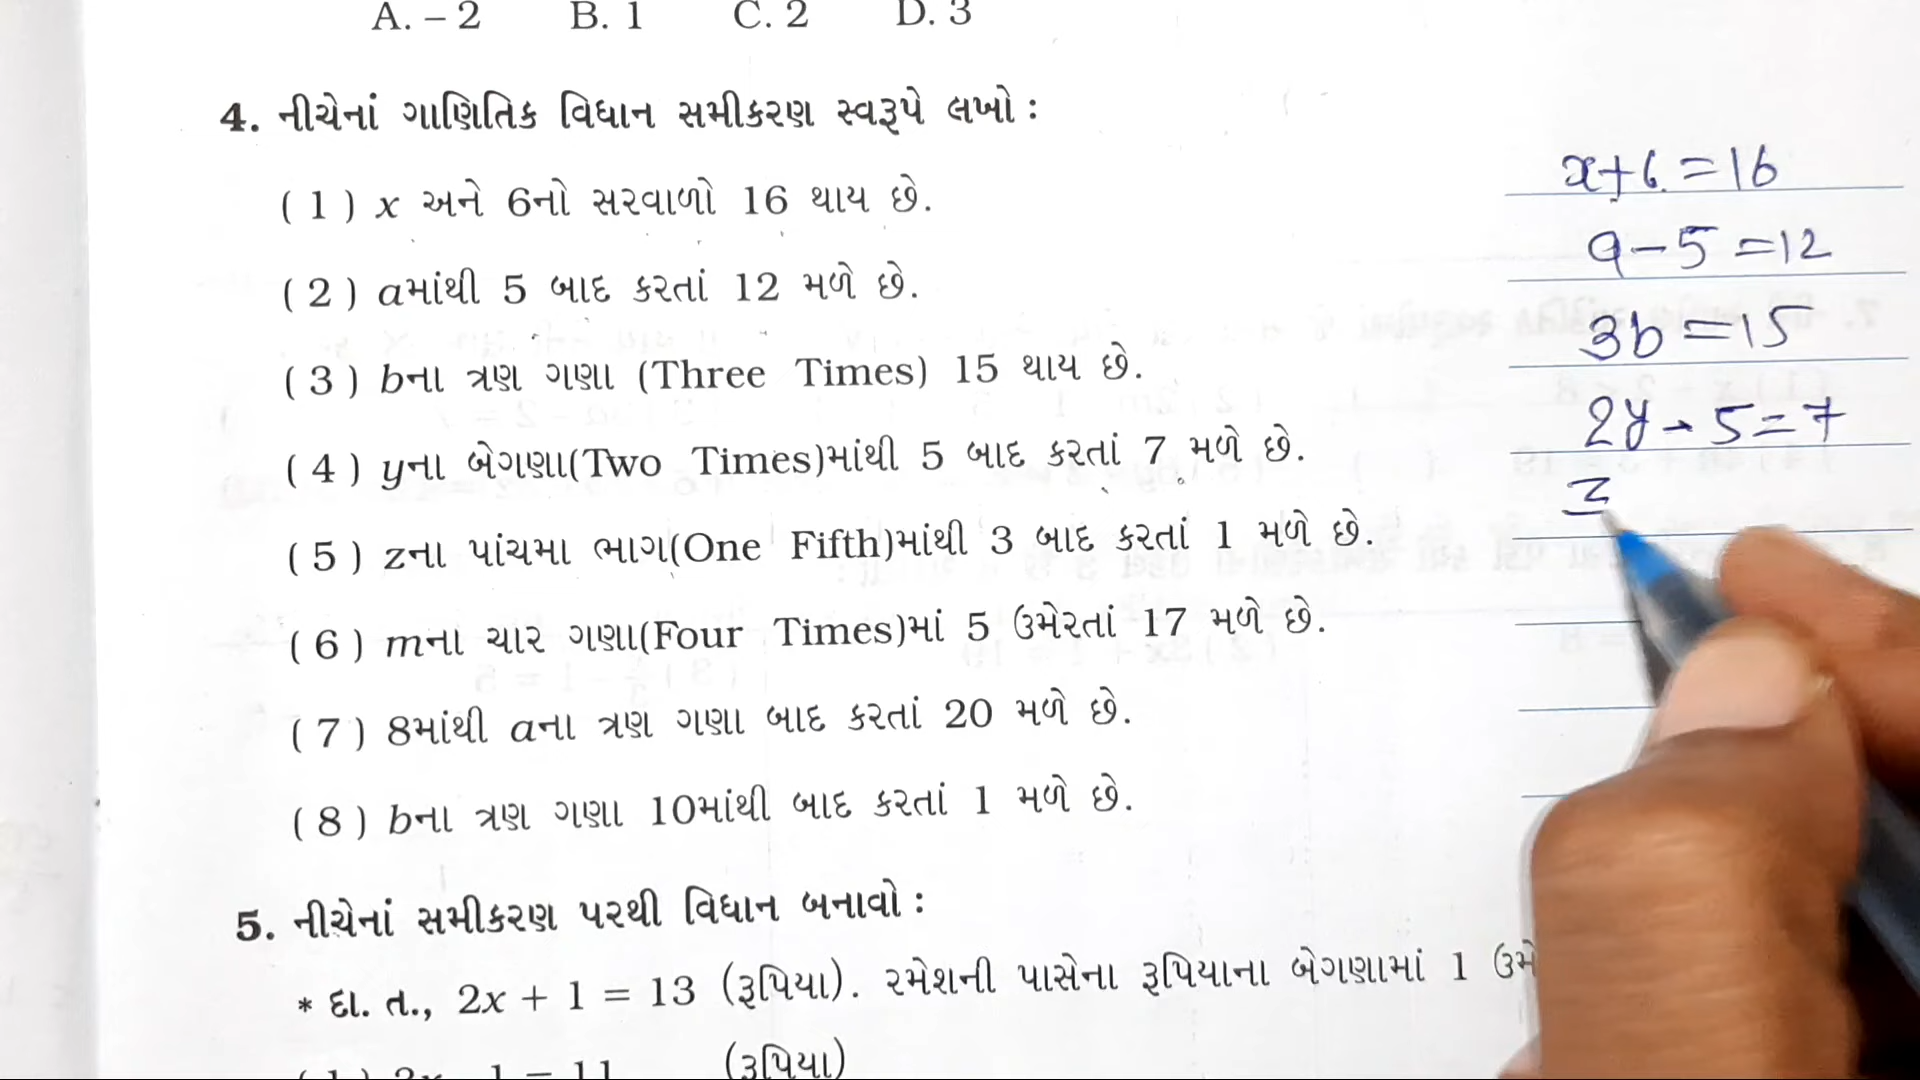 A. – 2 B. 1 C. 2 D. 3
4. નીચેનાં ગાણિતિક વિધાન સમીકરણ સ્વરૂપે લખો :
( 1 ) x અને 6નો સરવાળો 16 થાય છે. x+6=16
( 2 ) aમાંથી 5 બાદ કરતાં 12 મળે છે. a-5=12
( 3 ) bના ત્રણ ગણા (Three Times) 15 થાય છે. 3b=15
( 4 ) yના બેગણા(Two Times)માંથી 5 બાદ કરતાં 7 મળે છે. 2y-5=7
( 5 ) zના પાંચમા ભાગ(One Fifth)માંથી 3 બાદ કરતાં 1 મળે છે. z
( 6 ) mના ચાર ગણા(Four Times)માં 5 ઉમેરતાં 17 મળે છે.
( 7 ) 8માંથી aના ત્રણ ગણા બાદ કરતાં 20 મળે છે.
( 8 ) bના ત્રણ ગણા 10માંથી બાદ કરતાં 1 મળે છે.
5. નીચેનાં સમીકરણ પરથી વિધાન બનાવો :
* દા. ત., 2x + 1 = 13 (રૂપિયા). રમેશની પાસેના રૂપિયાના બેગણામાં 1
= 11 (રૂપિયા)